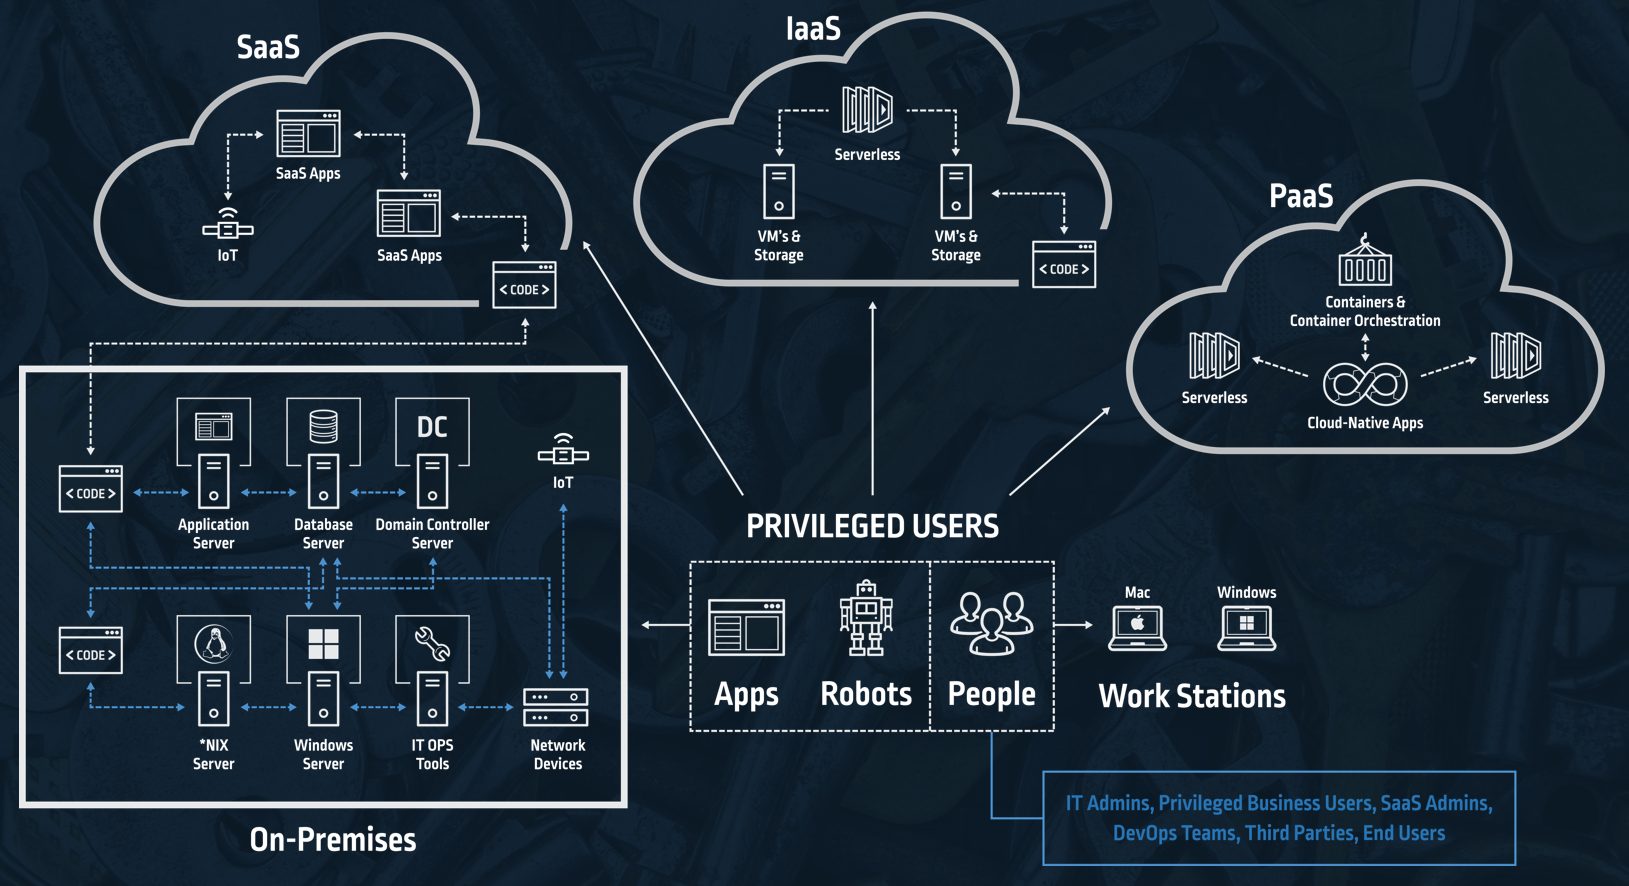 SaaS
SaaS Apps
IoT
SaaS Apps
< CODE >
IaaS
Serverless
VM's &
Storage
VM's &
Storage
< CODE >
PaaS
Containers &
Container Orchestration
Serverless
Serverless
Cloud-Native Apps
DC
IoT
< CODE >
Application
Server
Database
Server
Domain Controller
Server
< CODE >
*NIX
Server
Windows
Server
IT OPS
Tools
Network
Devices
On-Premises
PRIVILEGED USERS
Apps
Robots
People
Mac
Windows
Work Stations
IT Admins, Privileged Business Users, SaaS Admins,
DevOps Teams, Third Parties, End Users